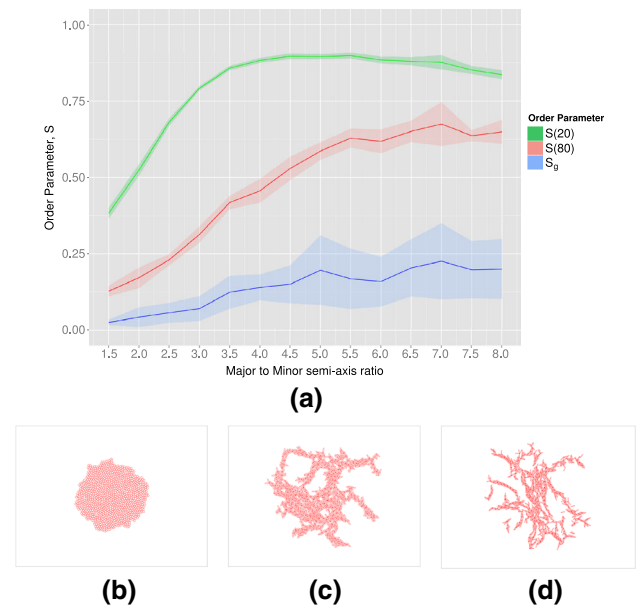 1.00
0.75
0.50
0.25
0.00
Order Parameter, S
1.5 2.0 2.5 3.0 3.5 4.0 4.5 5.0 5.5 6.0 6.5 7.0 7.5 8.0
Major to Minor semi-axis ratio
Order Parameter
S(20)
S(80)
Sg
(a)
(b) (c) (d)